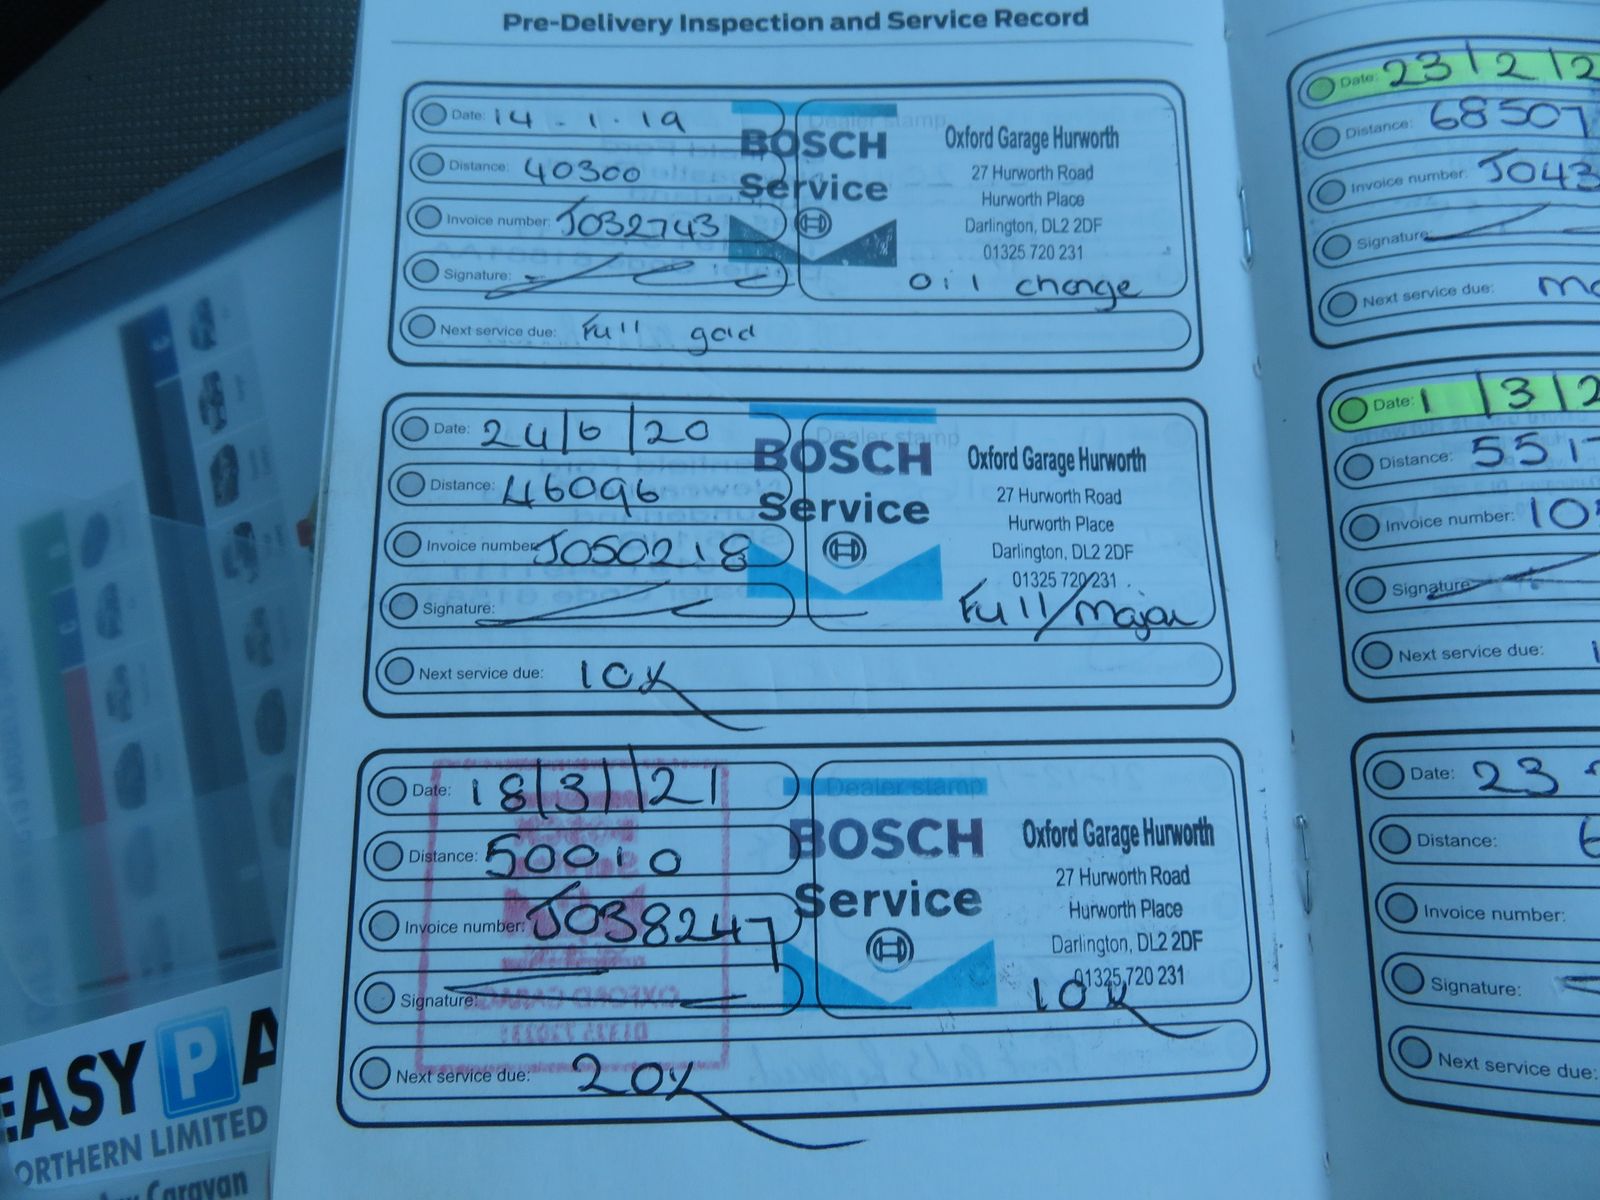 Pre-Delivery Inspection and Service Record
Date: 14 . 1 . 19
Distance: 40300
Invoice number: J032743
Signature:
Next service due: Full gold
Dealer stamp
BOSCH
Service
Oxford Garage Hurworth
27 Hurworth Road
Hurworth Place
Darlington, DL2 2DF
01325 720 231
Oil change
Date: 24/6/20
Distance: 46096
Invoice number: J050218
Signature:
Next service due: 10K
Dealer stamp
BOSCH
Service
Oxford Garage Hurworth
27 Hurworth Road
Hurworth Place
Darlington, DL2 2DF
01325 720 231
Full/Major
Date: 18/3/21
Distance: 50010
Invoice number: J038247
Signature:
Next service due: 20K
Dealer stamp
BOSCH
Service
Oxford Garage Hurworth
27 Hurworth Road
Hurworth Place
Darlington, DL2 2DF
01325 720 231
10K
Date: 23/2/2
Distance: 68507
Invoice number: J043
Signature:
Next service due:
Date: 1/3/2
Distance: 551
Invoice number: 10
Signature:
Next service due: 1
Date: 23
Distance: 6
Invoice number:
Signature:
Next service due:
EASY P A
ORTHERN LIMITED
Caravan